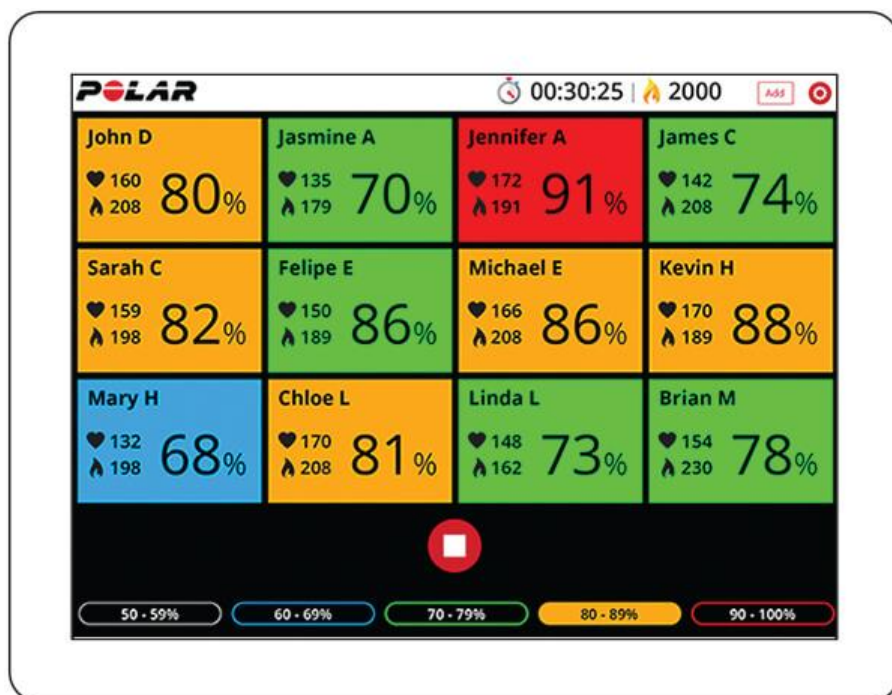 POLAR 00:30:25 | 2000 Add
John D
160
208
80%
Jasmine A
135
179
70%
Jennifer A
172
191
91%
James C
142
208
74%
Sarah C
159
198
82%
Felipe E
150
189
86%
Michael E
166
208
86%
Kevin H
170
189
88%
Mary H
132
198
68%
Chloe L
170
208
81%
Linda L
148
162
73%
Brian M
154
230
78%
50 - 59% 60 - 69% 70 - 79% 80 - 89% 90 - 100%